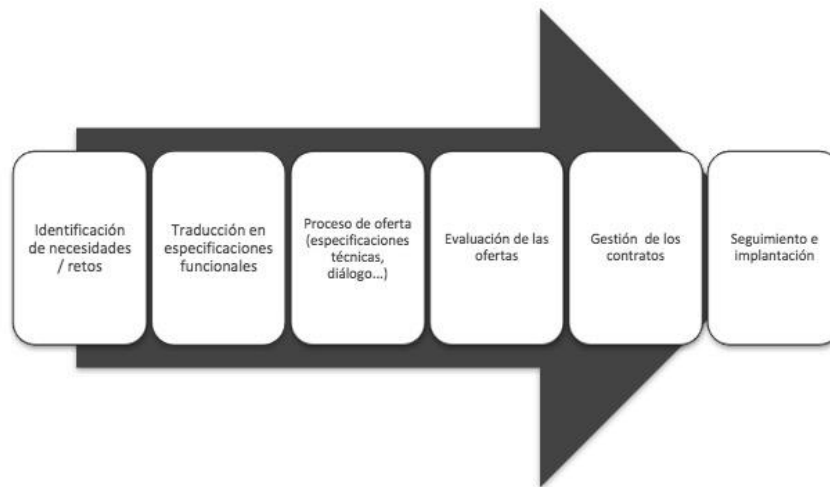 Identificación
de necesidades
/ retos
Traducción en
especificaciones
funcionales
Proceso de oferta
(especificaciones
técnicas,
diálogo...)
Evaluación de las
ofertas
Gestión de los
contratos
Seguimiento e
implantación